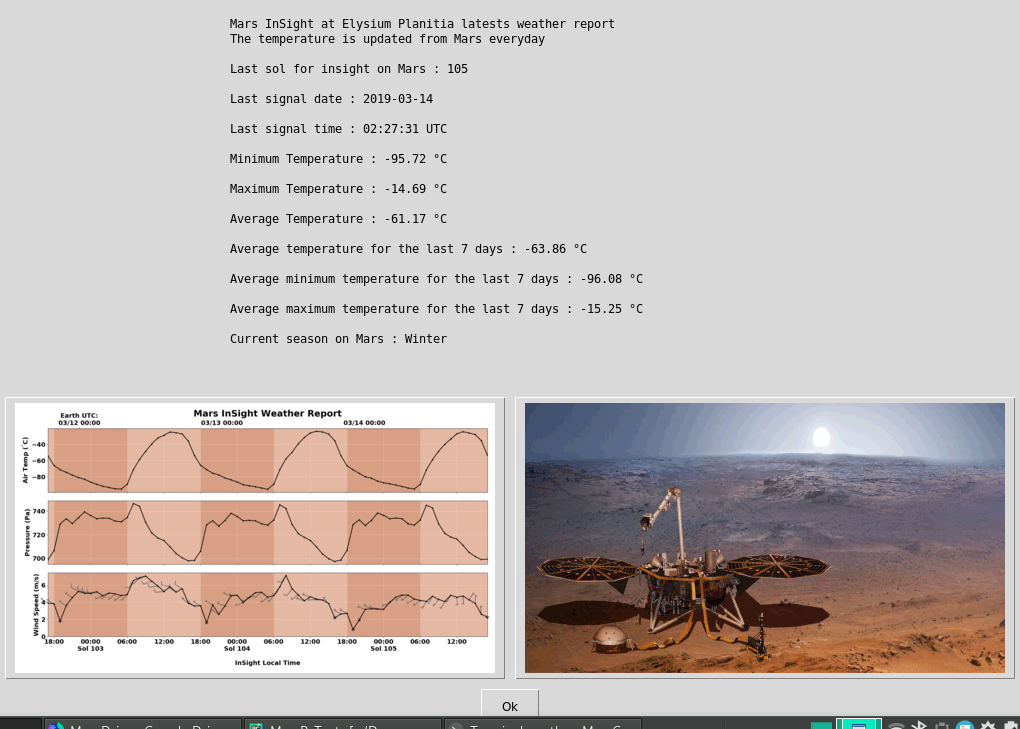 Mars InSight at Elysium Planitia latests weather report
The temperature is updated from Mars everyday
Last sol for insight on Mars : 105
Last signal date : 2019-03-14
Last signal time : 02:27:31 UTC
Minimum Temperature : -95.72 °C
Maximum Temperature : -14.69 °C
Average Temperature : -61.17 °C
Average temperature for the last 7 days : -63.86 °C
Average minimum temperature for the last 7 days : -96.08 °C
Average maximum temperature for the last 7 days : -15.25 °C
Current season on Mars : Winter
Mars InSight Weather Report
Earth UTC:
03/12 00:00 03/13 00:00 03/14 00:00
Air Temp (°C)
−40
−60
−80
Pressure (Pa)
740
720
700
Wind Speed (m/s)
6
4
2
0
18:00 00:00 06:00 12:00 18:00 00:00 06:00 12:00 18:00 00:00 06:00 12:00
Sol 103 Sol 104 Sol 105
InSight Local Time
Ok